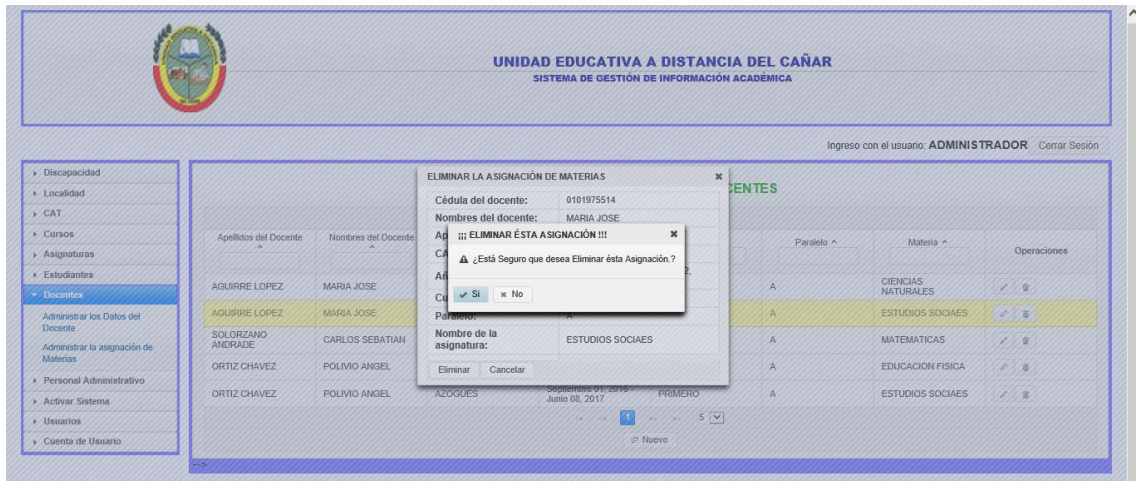 UNIDAD EDUCATIVA A DISTANCIA DEL CAÑAR
SISTEMA DE GESTIÓN DE INFORMACIÓN ACADÉMICA
Ingreso con el usuario: ADMINISTRADOR Cerrar Sesión
Discapacidad
Localidad
CAT
Cursos
Asignaturas
Estudiantes
Docentes
Administrar los Datos del
Docente
Administrar la asignación de
Materias
Personal Administrativo
Activar Sistema
Usuarios
Cuenta de Usuario
CENTES
Apellidos del Docente Nombres del Docente Paralelo Materia Operaciones
AGUIRRE LOPEZ MARIA JOSE A CIENCIAS
NATURALES
AGUIRRE LOPEZ MARIA JOSE A ESTUDIOS SOCIAES
SOLORZANO
ANDRADE CARLOS SEBATIAN A MATEMATICAS
ORTIZ CHAVEZ POLIVIO ANGEL A EDUCACION FISICA
ORTIZ CHAVEZ POLIVIO ANGEL AZOGUES Septiembre 01, 2016 -
Junio 08, 2017 PRIMERO A ESTUDIOS SOCIAES
1 5
Nuevo
-->
ELIMINAR LA ASIGNACIÓN DE MATERIAS
Cédula del docente: 0101975514
Nombres del docente: MARIA JOSE
Ap
CA
Añ 2,
Cu
Paralelo: A
Nombre de la
asignatura: ESTUDIOS SOCIAES
Eliminar Cancelar
¡¡¡ ELIMINAR ÉSTA ASIGNACIÓN !!!
¿Está Seguro que desea Eliminar ésta Asignación.?
Si No